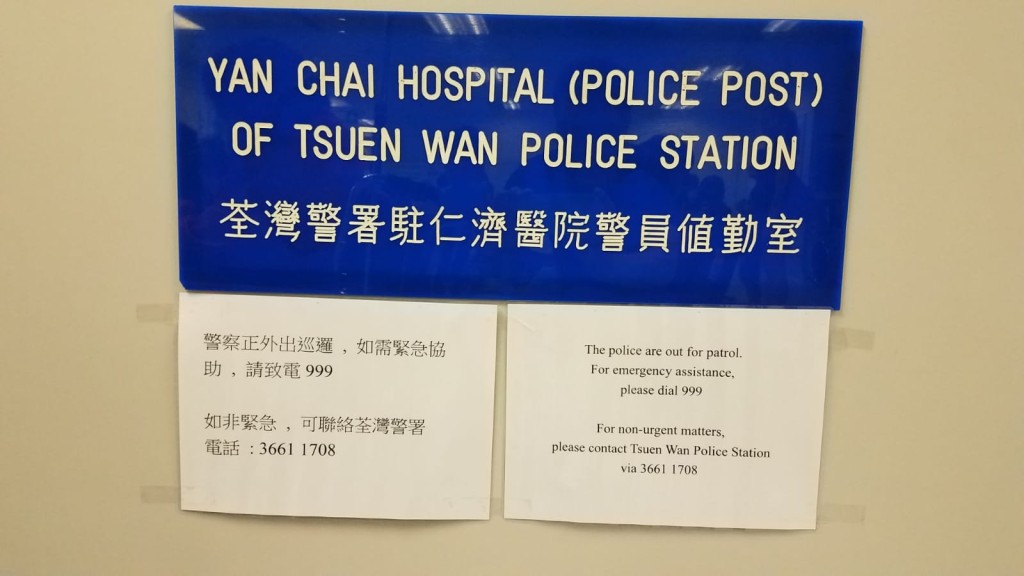 YAN CHAI HOSPITAL (POLICE POST)
OF TSUEN WAN POLICE STATION
荃灣警署駐仁濟醫院警員值勤室
警察正外出巡邏，如需緊急協
助，請致電 999
如非緊急，可聯絡荃灣警署
電話 : 3661 1708
The police are out for patrol.
For emergency assistance,
please dial 999
For non-urgent matters,
please contact Tsuen Wan Police Station
via 3661 1708